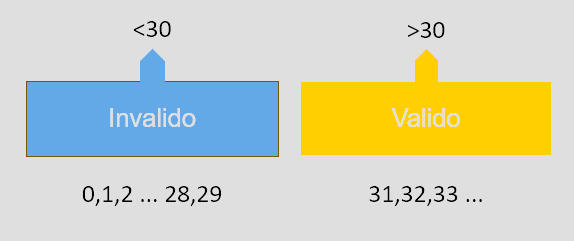 <30
>30
Invalido
Valido
0,1,2 ... 28,29
31,32,33 ...